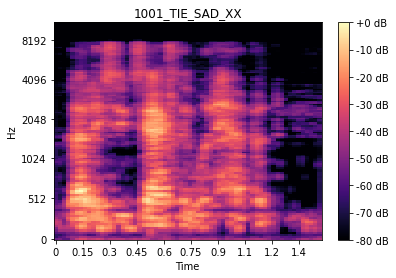 1001_TIE_SAD_XX
+0 dB
8192
-10 dB
4096
-20 dB
-30 dB
2048
Hz
-40 dB
1024
-50 dB
512
-60 dB
-70 dB
0
-80 dB
0 0.15 0.3 0.45 0.6 0.75 0.9 1.1 1.2 1.4
Time